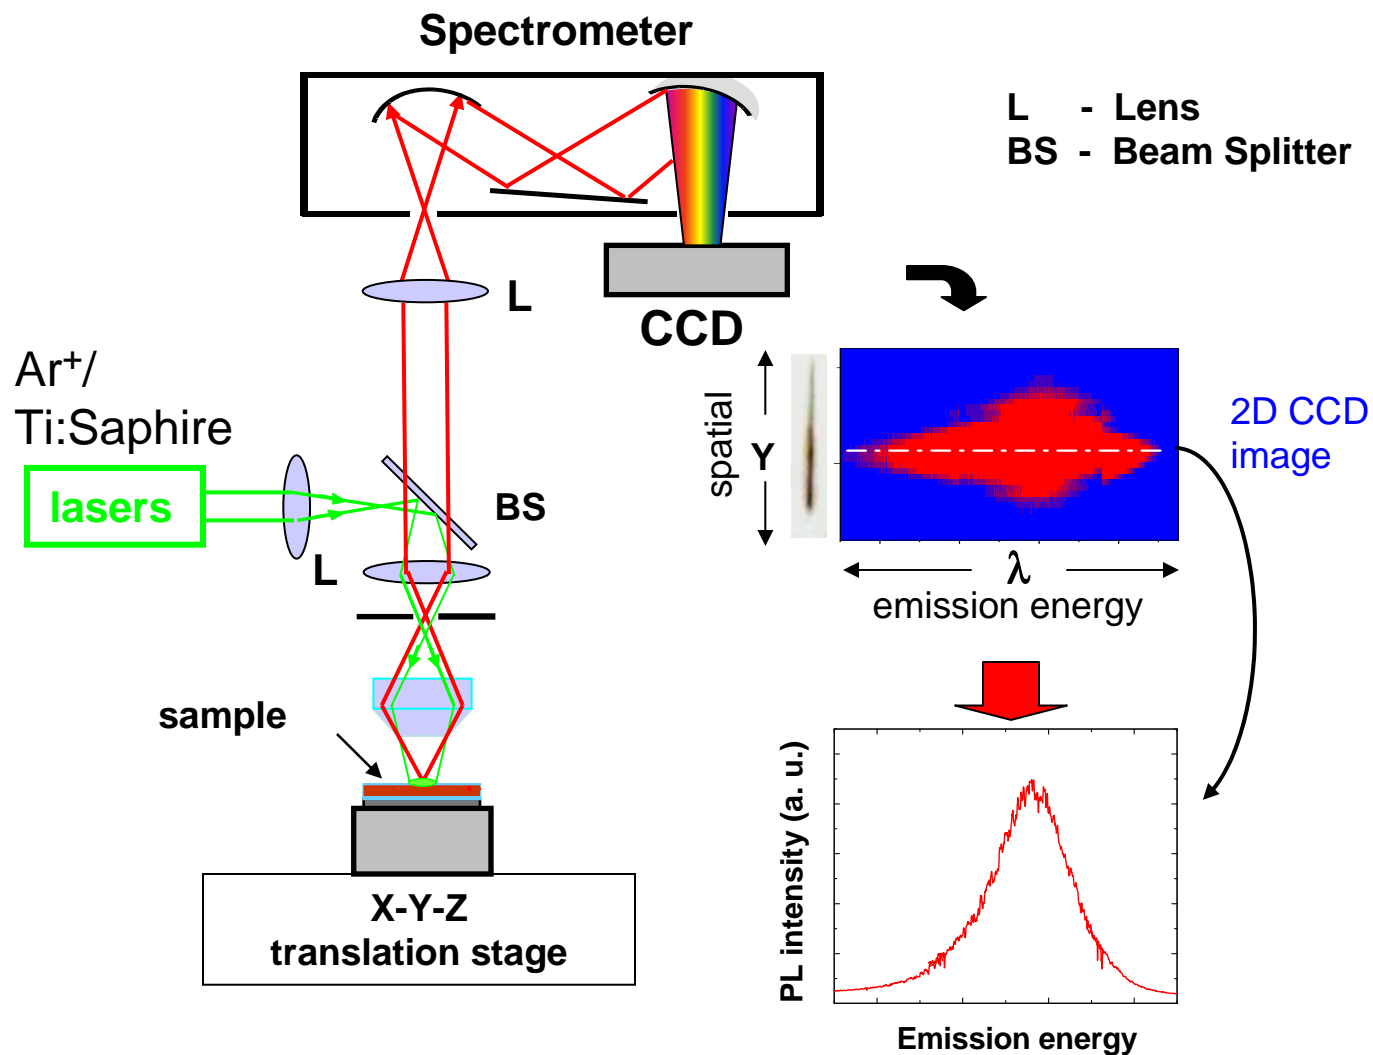 Spectrometer
L - Lens
BS - Beam Splitter
L
CCD
Ar+/
Ti:Saphire
lasers
BS
L
spatial
Y
2D CCD
image
λ
emission energy
sample
X-Y-Z
translation stage
PL intensity (a. u.)
Emission energy